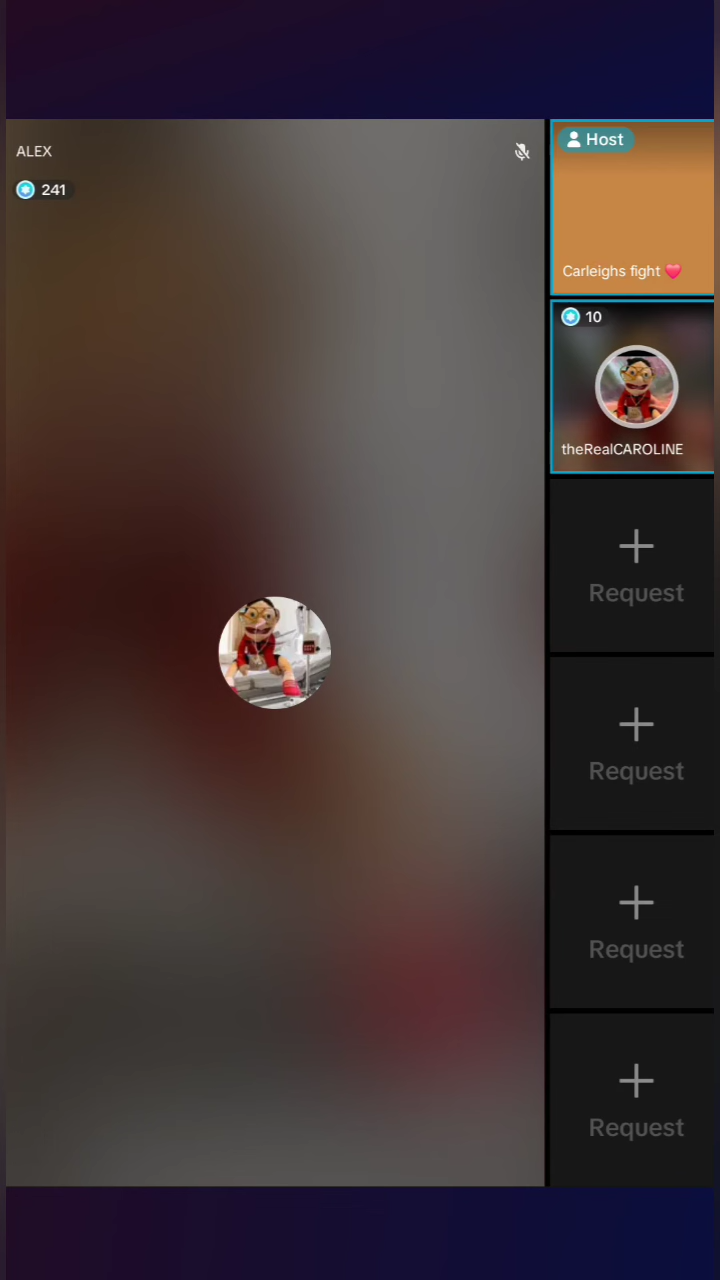 ALEX
241
Host
Carleighs fight ❤️
10
theRealCAROLINE
Request
Request
Request
Request